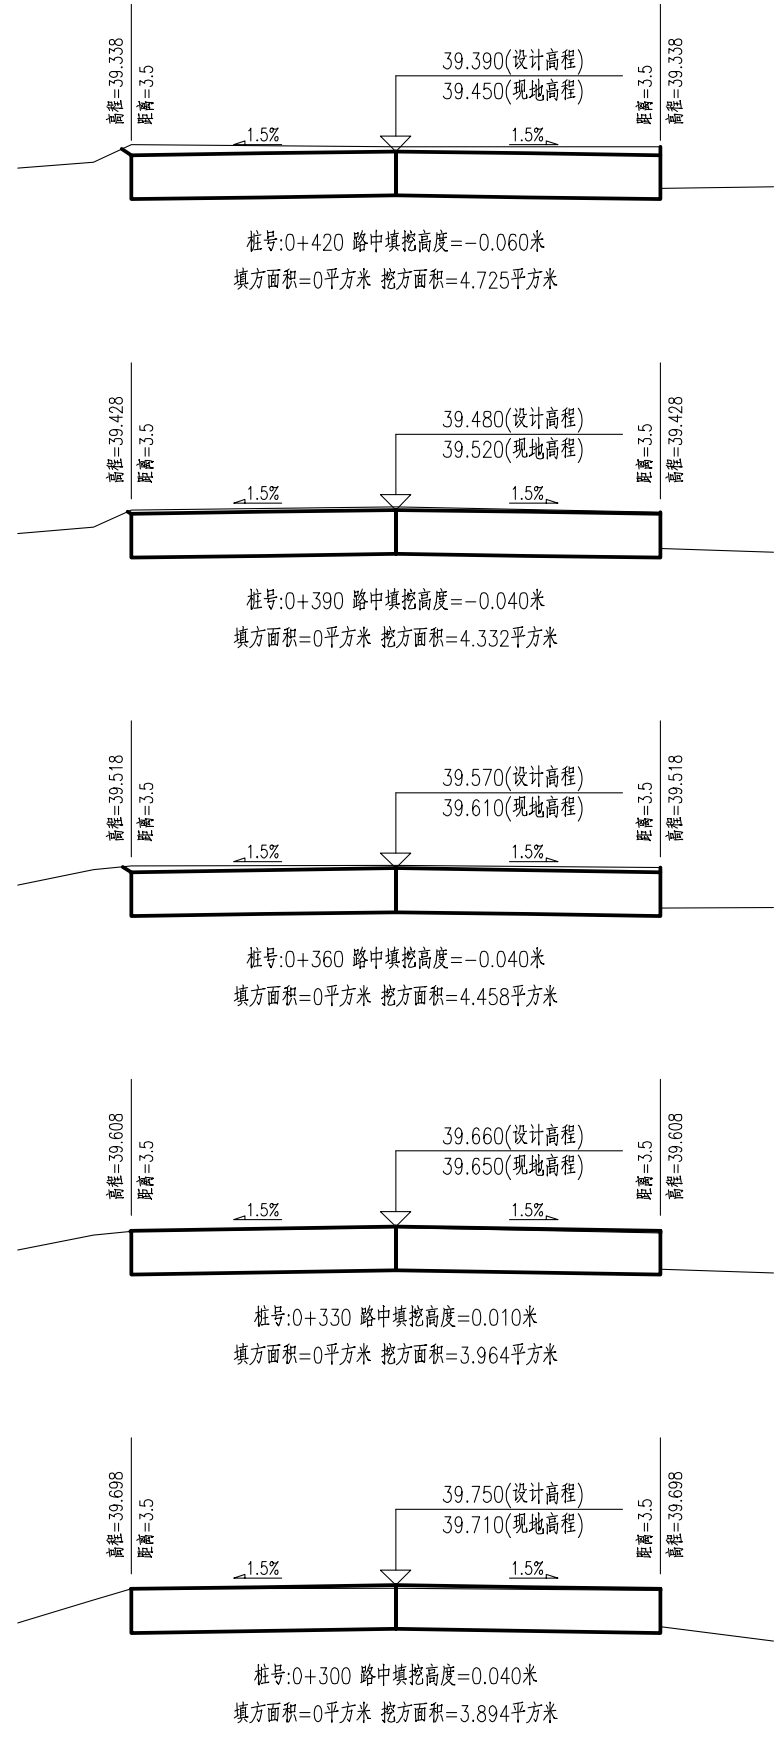 高程=39.338
距离=3.5
39.390(设计高程)
39.450(现地高程)
距离=3.5
高程=39.338
1.5%
1.5%
桩号:0+420 路中填挖高度=-0.060米
填方面积=0平方米 挖方面积=4.725平方米
高程=39.428
距离=3.5
39.480(设计高程)
39.520(现地高程)
距离=3.5
高程=39.428
1.5%
1.5%
桩号:0+390 路中填挖高度=-0.040米
填方面积=0平方米 挖方面积=4.332平方米
高程=39.518
距离=3.5
39.570(设计高程)
39.610(现地高程)
距离=3.5
高程=39.518
1.5%
1.5%
桩号:0+360 路中填挖高度=-0.040米
填方面积=0平方米 挖方面积=4.458平方米
高程=39.608
距离=3.5
39.660(设计高程)
39.650(现地高程)
距离=3.5
高程=39.608
1.5%
1.5%
桩号:0+330 路中填挖高度=0.010米
填方面积=0平方米 挖方面积=3.964平方米
高程=39.698
距离=3.5
39.750(设计高程)
39.710(现地高程)
距离=3.5
高程=39.698
1.5%
1.5%
桩号:0+300 路中填挖高度=0.040米
填方面积=0平方米 挖方面积=3.894平方米